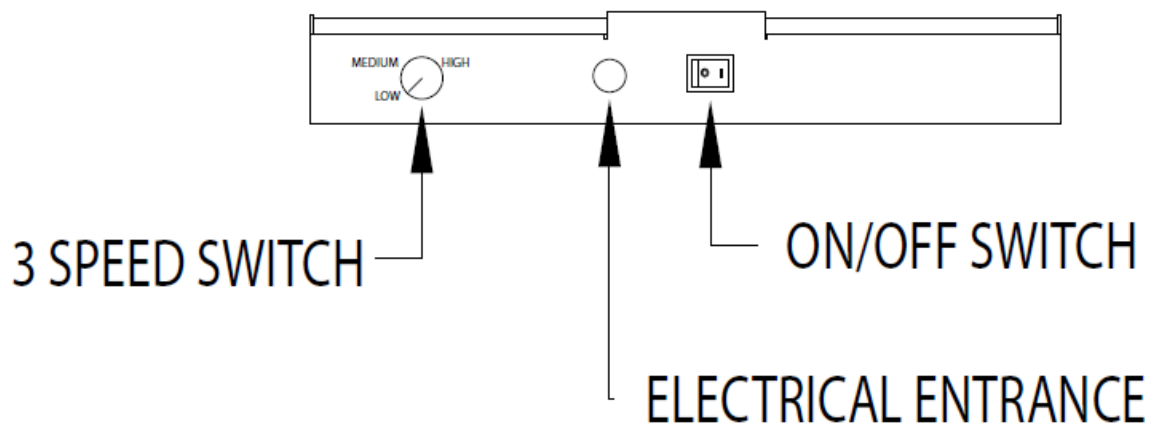 MEDIUM HIGH
LOW
O I
3 SPEED SWITCH
ON/OFF SWITCH
ELECTRICAL ENTRANCE